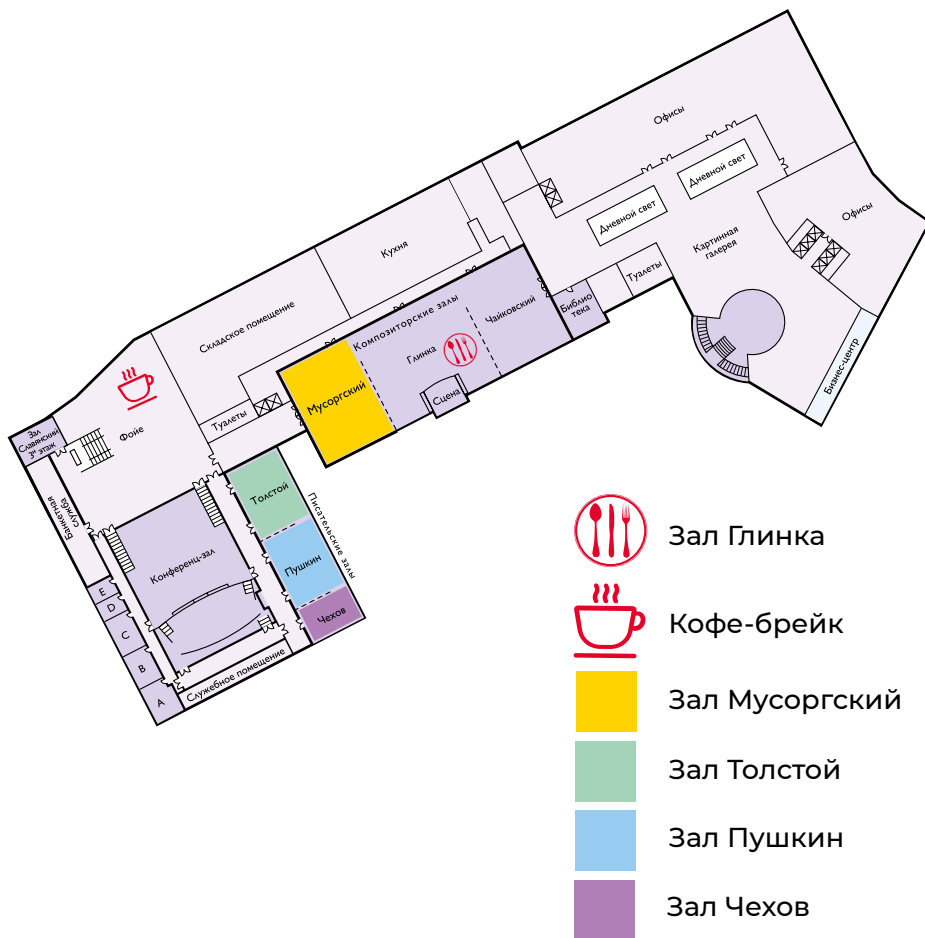 Офисы
Дневной свет
Дневной свет
Офисы
Картинная
галерея
Кухня
Туалеты
Библио
тека
Складское помещение
Композиторские залы
Чайковский
Глинка
Сцена
Мусоргский
Бизнес-центр
Туалеты
Фойе
Зал
Славянский
3й этаж
Банкетная
служба
Толстой
Писательские залы
Пушкин
Чехов
Конференц-зал
E
D
C
B
A
Служебное помещение
Зал Глинка
Кофе-брейк
Зал Мусоргский
Зал Толстой
Зал Пушкин
Зал Чехов